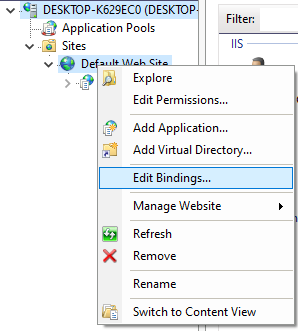 DESKTOP-K629EC0 (DESKTOP-
Filter:
Application Pools
IIS
Sites
Default Web Site
Explore
Edit Permissions...
Add Application...
Add Virtual Directory...
Edit Bindings...
Manage Website
Refresh
Remove
Rename
Switch to Content View